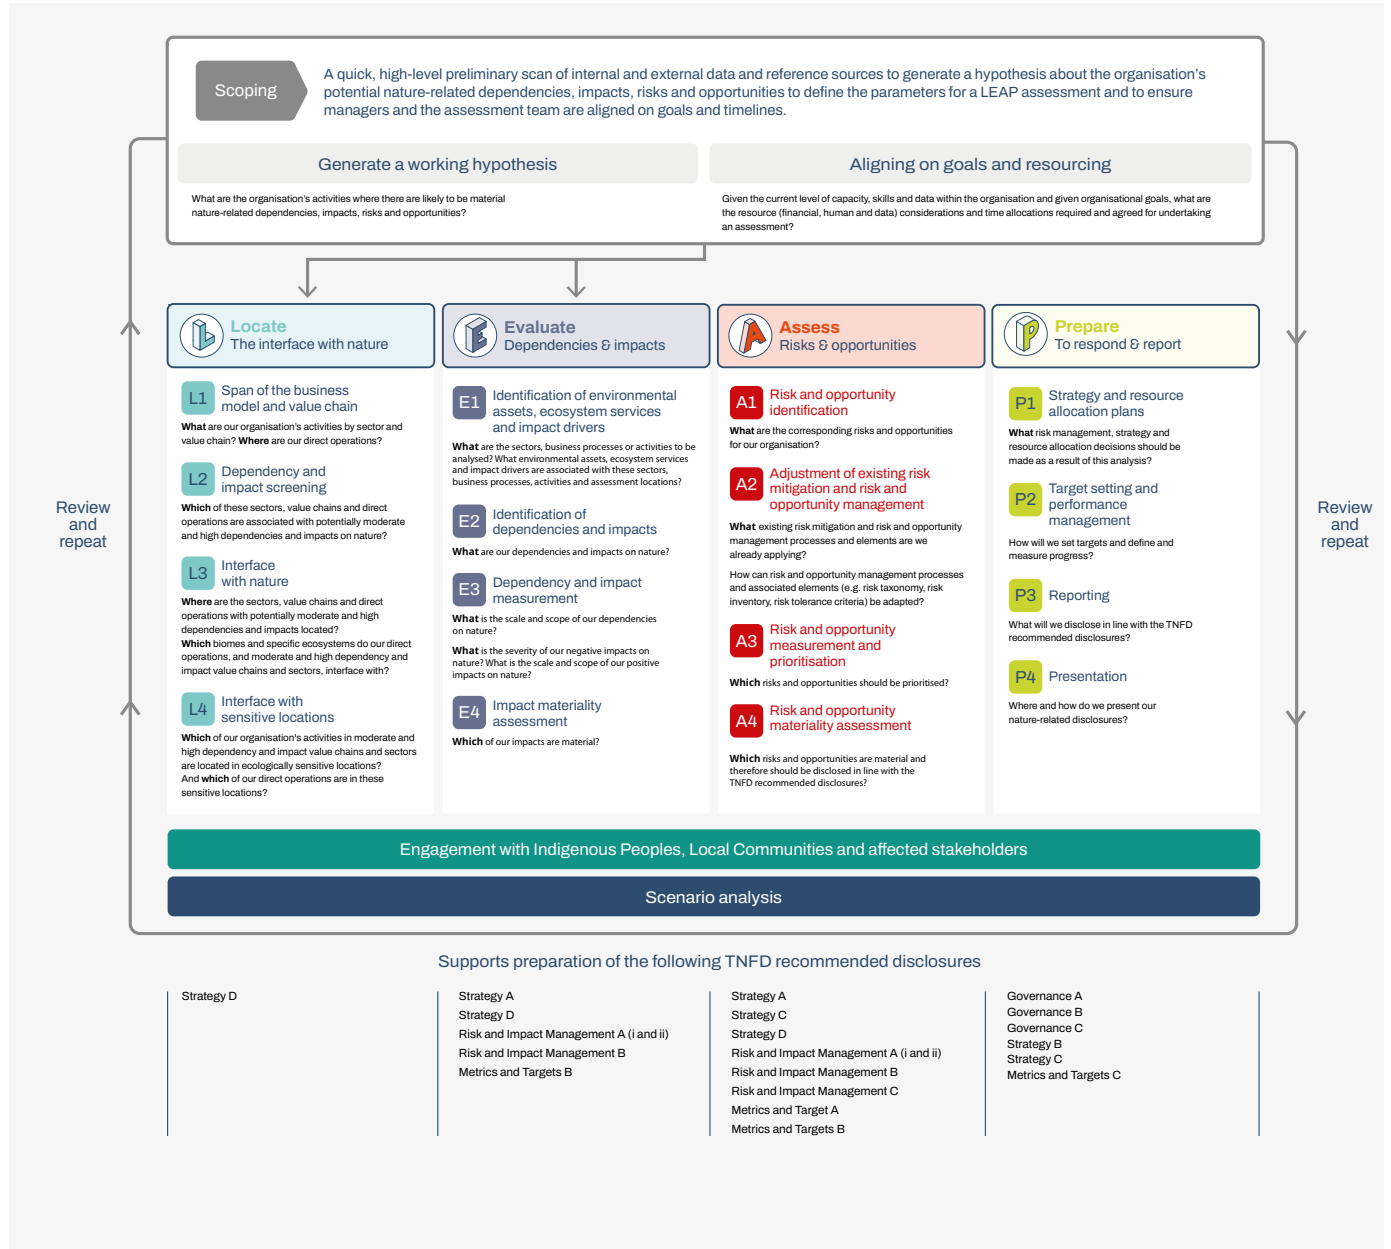 Scoping
A quick, high-level preliminary scan of internal and external data and reference sources to generate a hypothesis about the organisation's
potential nature-related dependencies, impacts, risks and opportunities to define the parameters for a LEAP assessment and to ensure
managers and the assessment team are aligned on goals and timelines.
Generate a working hypothesis
What are the organisation's activities where there are likely to be material
nature-related dependencies, impacts, risks and opportunities?
Aligning on goals and resourcing
Given the current level of capacity, skills and data within the organisation and given organisational goals, what are
the resource (financial, human and data) considerations and time allocations required and agreed for undertaking
an assessment?
Review
and
repeat
L
Locate
The interface with nature
L1
Span of the business
model and value chain
What are our organisation's activities by sector and
value chain? Where are our direct operations?
L2
Dependency and
impact screening
Which of these sectors, value chains and direct
operations are associated with potentially moderate
and high dependencies and impacts on nature?
L3
Interface
with nature
Where are the sectors, value chains and direct
operations with potentially moderate and high
dependencies and impacts located?
Which biomes and specific ecosystems do our direct
operations, and moderate and high dependency and
impact value chains and sectors, interface with?
L4
Interface with
sensitive locations
Which of our organisation's activities in moderate and
high dependency and impact value chains and sectors
are located in ecologically sensitive locations?
And which of our direct operations are in these
sensitive locations?
E
Evaluate
Dependencies & impacts
E1
Identification of environmental
assets, ecosystem services
and impact drivers
What are the sectors, business processes or activities to be
analysed? What environmental assets, ecosystem services
and impact drivers are associated with these sectors,
business processes, activities and assessment locations?
E2
Identification of
dependencies and impacts
What are our dependencies and impacts on nature?
E3
Dependency and impact
measurement
What is the scale and scope of our dependencies
on nature?
What is the severity of our negative impacts on
nature? What is the scale and scope of our positive
impacts on nature?
E4
Impact materiality
assessment
Which of our impacts are material?
A
Assess
Risks & opportunities
A1
Risk and opportunity
identification
What are the corresponding risks and opportunities
for our organisation?
A2
Adjustment of existing risk
mitigation and risk and
opportunity management
What existing risk mitigation and risk and opportunity
management processes and elements are we
already applying?
How can risk and opportunity management processes
and associated elements (e.g. risk taxonomy, risk
inventory, risk tolerance criteria) be adapted?
A3
Risk and opportunity
measurement and
prioritisation
Which risks and opportunities should be prioritised?
A4
Risk and opportunity
materiality assessment
Which risks and opportunities are material and
therefore should be disclosed in line with the
TNFD recommended disclosures?
P
Prepare
To respond & report
P1
Strategy and resource
allocation plans
What risk management, strategy and
resource allocation decisions should be
made as a result of this analysis?
P2
Target setting and
performance
management
How will we set targets and define and
measure progress?
P3
Reporting
What will we disclose in line with the TNFD
recommended disclosures?
P4
Presentation
Where and how do we present our
nature-related disclosures?
Review
and
repeat
Engagement with Indigenous Peoples, Local Communities and affected stakeholders
Scenario analysis
Supports preparation of the following TNFD recommended disclosures
Strategy D
Strategy A
Strategy D
Risk and Impact Management A (i and ii)
Risk and Impact Management B
Metrics and Targets B
Strategy A
Strategy C
Strategy D
Risk and Impact Management A (i and ii)
Risk and Impact Management B
Risk and Impact Management C
Metrics and Target A
Metrics and Targets B
Governance A
Governance B
Governance C
Strategy B
Strategy C
Metrics and Targets C